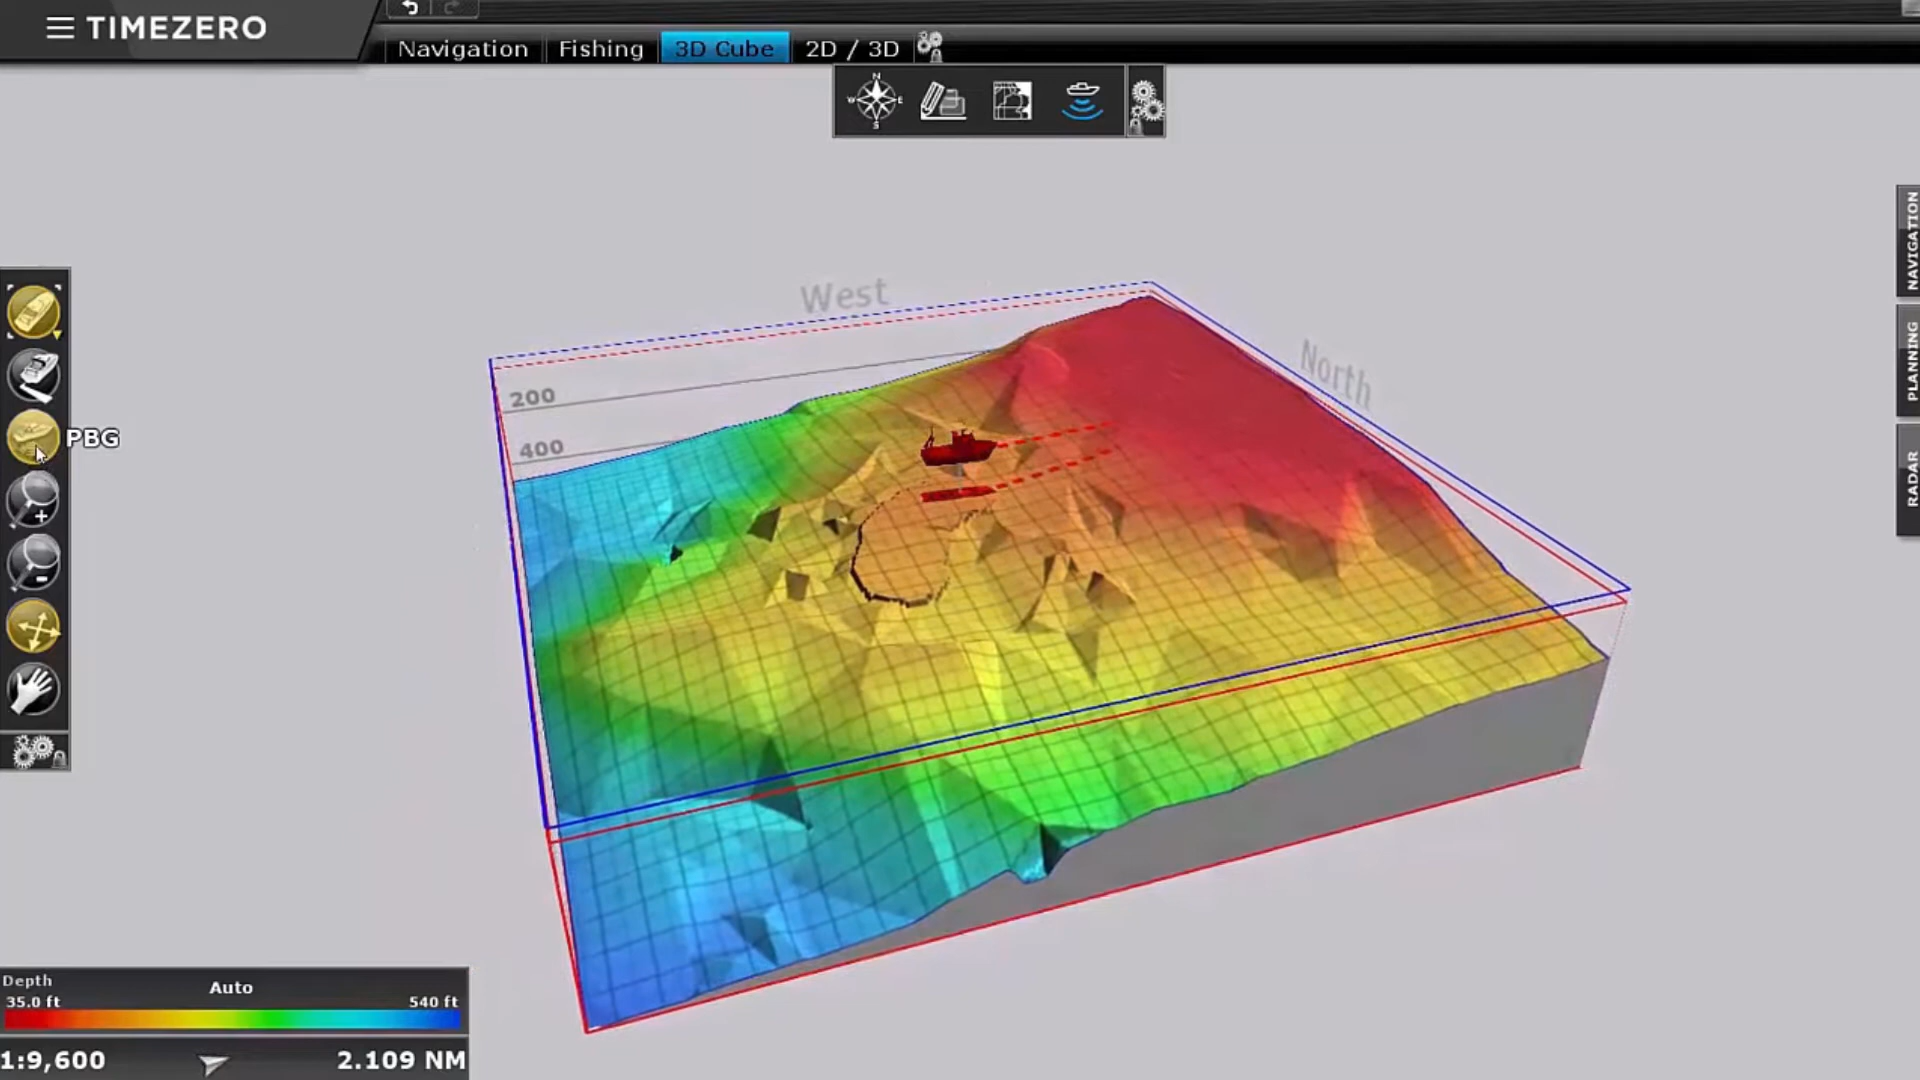 TIMEZERO
Navigation
Fishing
3D Cube
2D / 3D
N
W
E
S
NAVIGATION
PLANNING
RADAR
West
North
200
400
PBG
Depth
Auto
35.0 ft
540 ft
1:9,600
2.109 NM